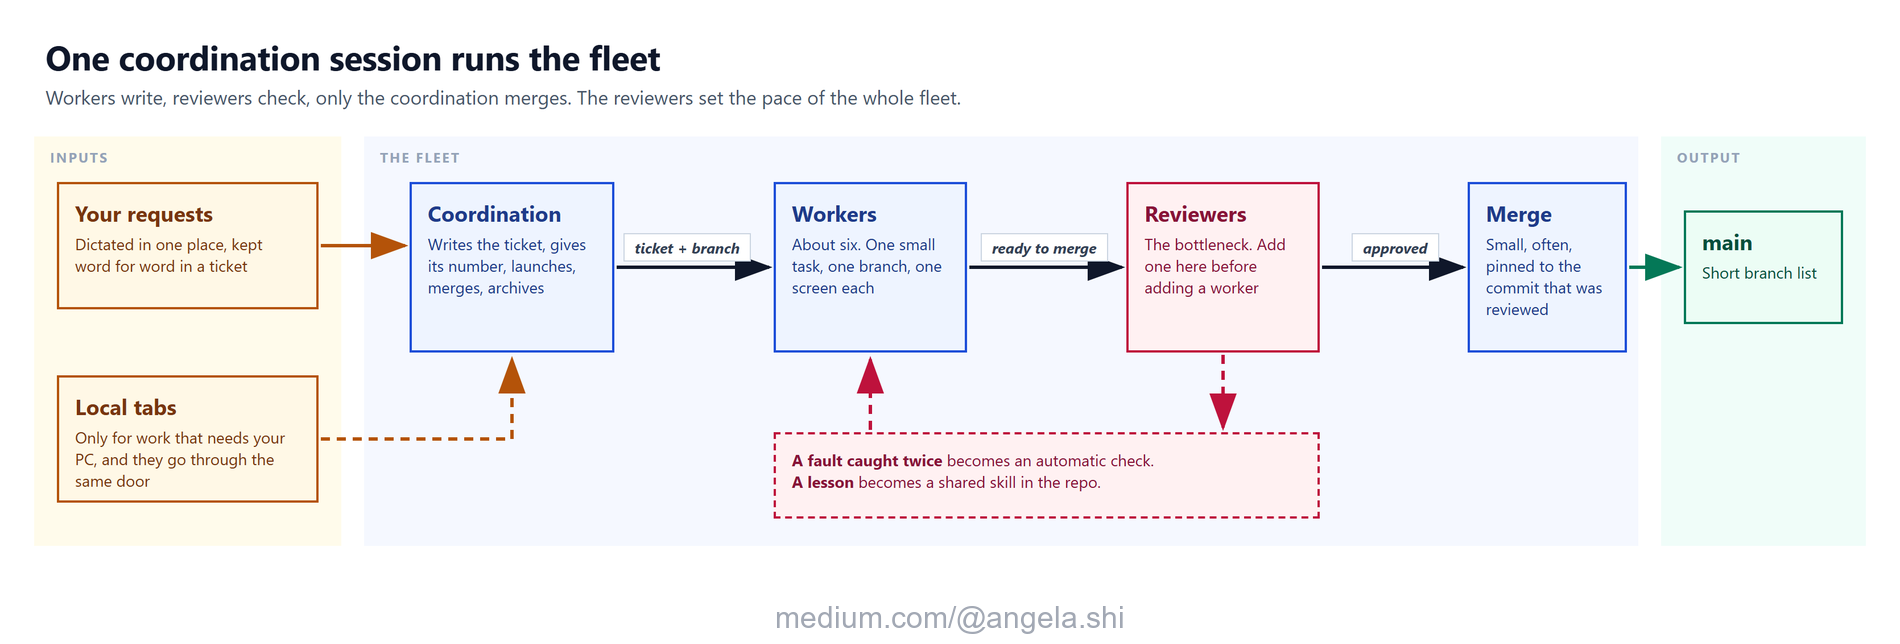 One coordination session runs the fleet
Workers write, reviewers check, only the coordination merges. The reviewers set the pace of the whole fleet.
INPUTS
Your requests
Dictated in one place, kept
word for word in a ticket
Local tabs
Only for work that needs your
PC, and they go through the
same door
THE FLEET
Coordination
Writes the ticket, gives
its number, launches,
merges, archives
ticket + branch
Workers
About six. One small
task, one branch, one
screen each
ready to merge
Reviewers
The bottleneck. Add
one here before
adding a worker
approved
Merge
Small, often,
pinned to the
commit that was
reviewed
A fault caught twice becomes an automatic check.
A lesson becomes a shared skill in the repo.
OUTPUT
main
Short branch list
medium.com/@angela.shi